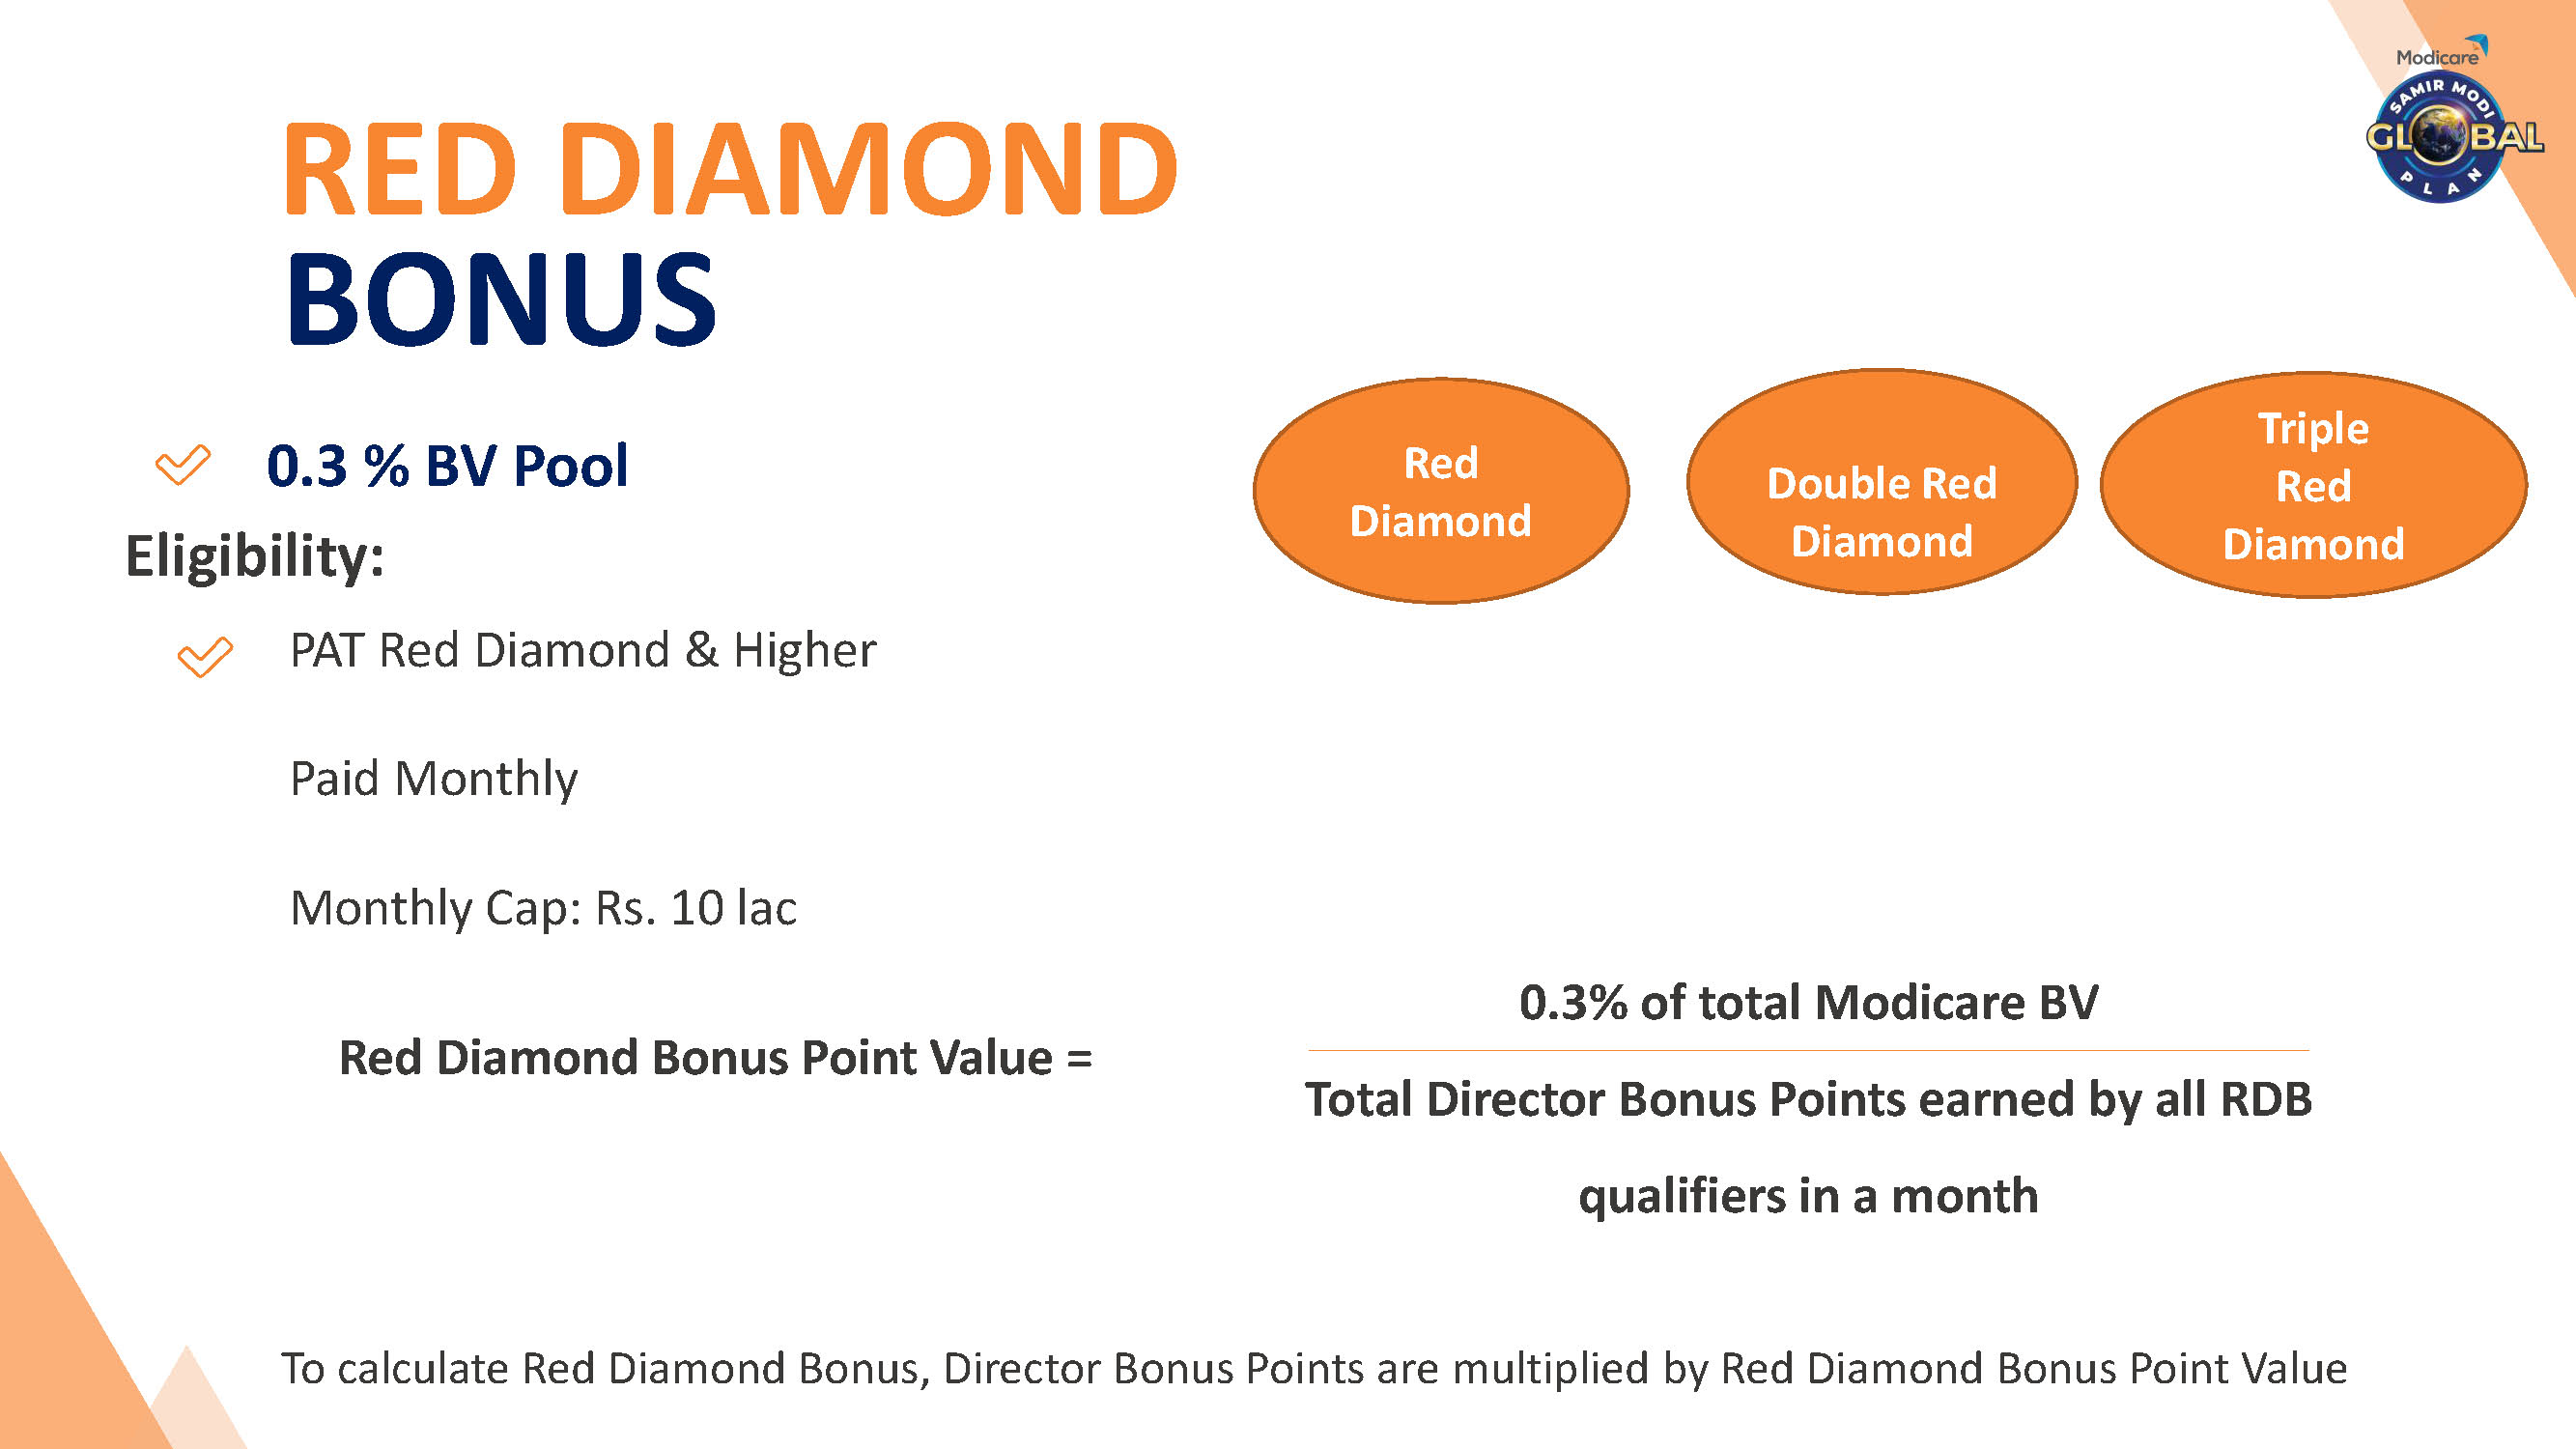 Modicare
SAMIR MODI
GLOBAL
PLAN
RED DIAMOND
BONUS
0.3 % BV Pool
Eligibility:
PAT Red Diamond & Higher
Paid Monthly
Monthly Cap: Rs. 10 lac
Red
Diamond
Double Red
Diamond
Triple
Red
Diamond
Red Diamond Bonus Point Value =
0.3% of total Modicare BV
Total Director Bonus Points earned by all RDB
qualifiers in a month
To calculate Red Diamond Bonus, Director Bonus Points are multiplied by Red Diamond Bonus Point Value